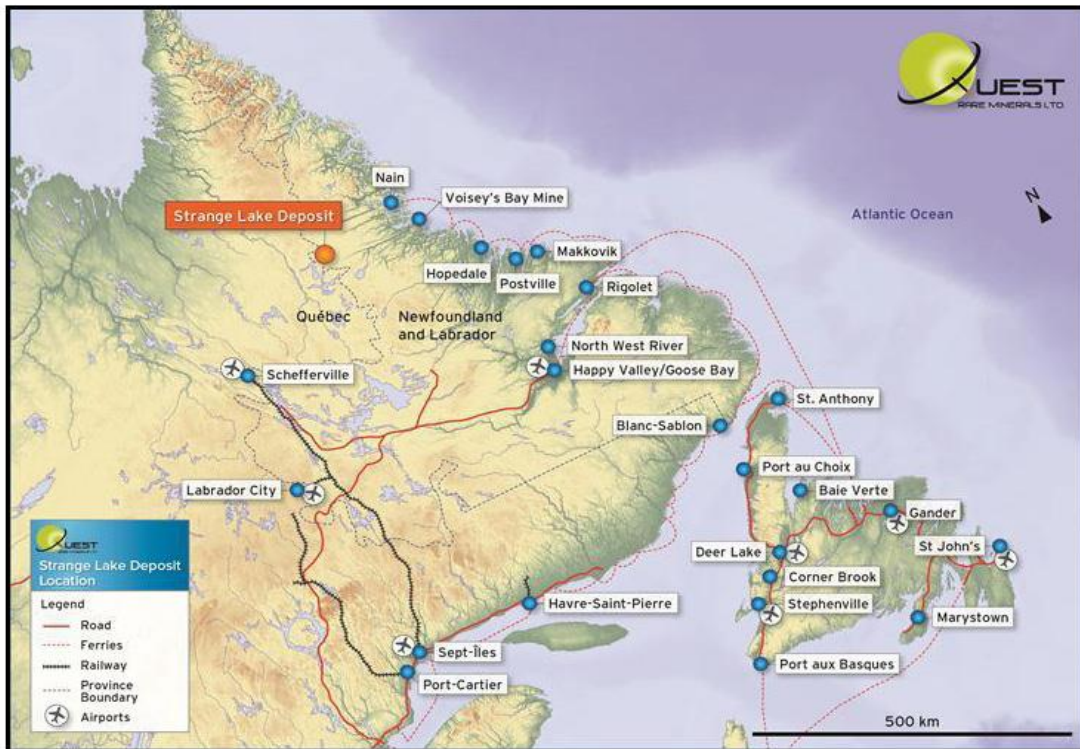 QUEST
RARE MINERALS LTD.
N
Atlantic Ocean
Nain
Voisey's Bay Mine
Strange Lake Deposit
Hopedale
Postville
Makkovik
Rigolet
Québec
Newfoundland
and Labrador
North West River
Happy Valley/Goose Bay
Schefferville
St. Anthony
Blanc-Sablon
Port au Choix
Labrador City
Baie Verte
Gander
St John's
Deer Lake
Corner Brook
Havre-Saint-Pierre
Stephenville
Marystown
Sept-Îles
Port aux Basques
Port-Cartier
500 km
QUEST
Strange Lake Deposit
Location
Legend
Road
Ferries
Railway
Province
Boundary
Airports